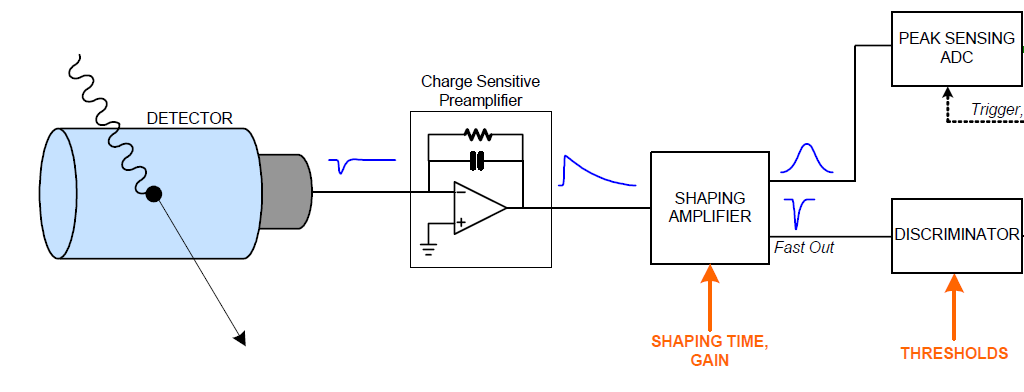 PEAK SENSING
ADC
Trigger,
Charge Sensitive
Preamplifier
DETECTOR
−
+
SHAPING
AMPLIFIER
Fast Out
DISCRIMINATOR
SHAPING TIME,
GAIN
THRESHOLDS